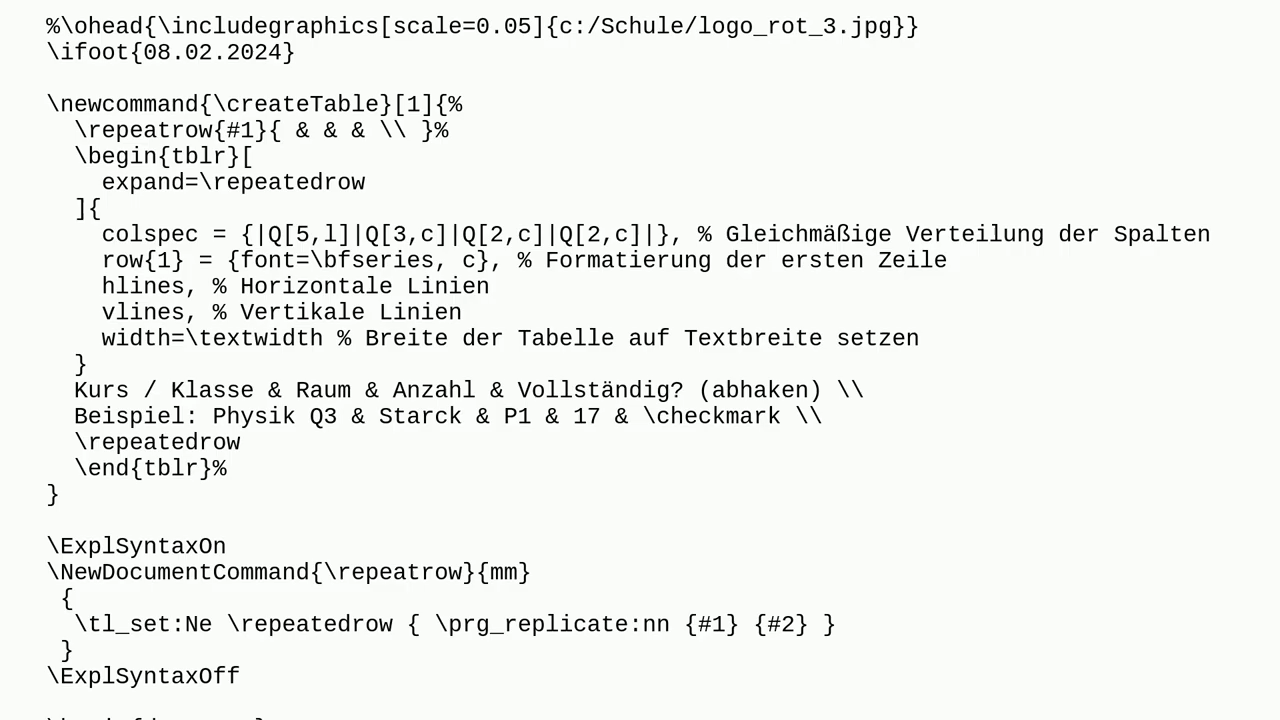 %\ohead{\includegraphics[scale=0.05]{c:/Schule/logo_rot_3.jpg}}
\ifoot{08.02.2024}

\newcommand{\createTable}[1]{%
  \repeatrow{#1}{ & & & \\ }%
  \begin{tblr}[
    expand=\repeatedrow
  ]{
    colspec = {|Q[5,l]|Q[3,c]|Q[2,c]|Q[2,c]|}, % Gleichmäßige Verteilung der Spalten
    row{1} = {font=\bfseries, c}, % Formatierung der ersten Zeile
    hlines, % Horizontale Linien
    vlines, % Vertikale Linien
    width=\textwidth % Breite der Tabelle auf Textbreite setzen
  }
  Kurs / Klasse & Raum & Anzahl & Vollständig? (abhaken) \\
  Beispiel: Physik Q3 & Starck & P1 & 17 & \checkmark \\
  \repeatedrow
  \end{tblr}%
}

\ExplSyntaxOn
\NewDocumentCommand{\repeatrow}{mm}
 {
  \tl_set:Ne \repeatedrow { \prg_replicate:nn {#1} {#2} }
 }
\ExplSyntaxOff